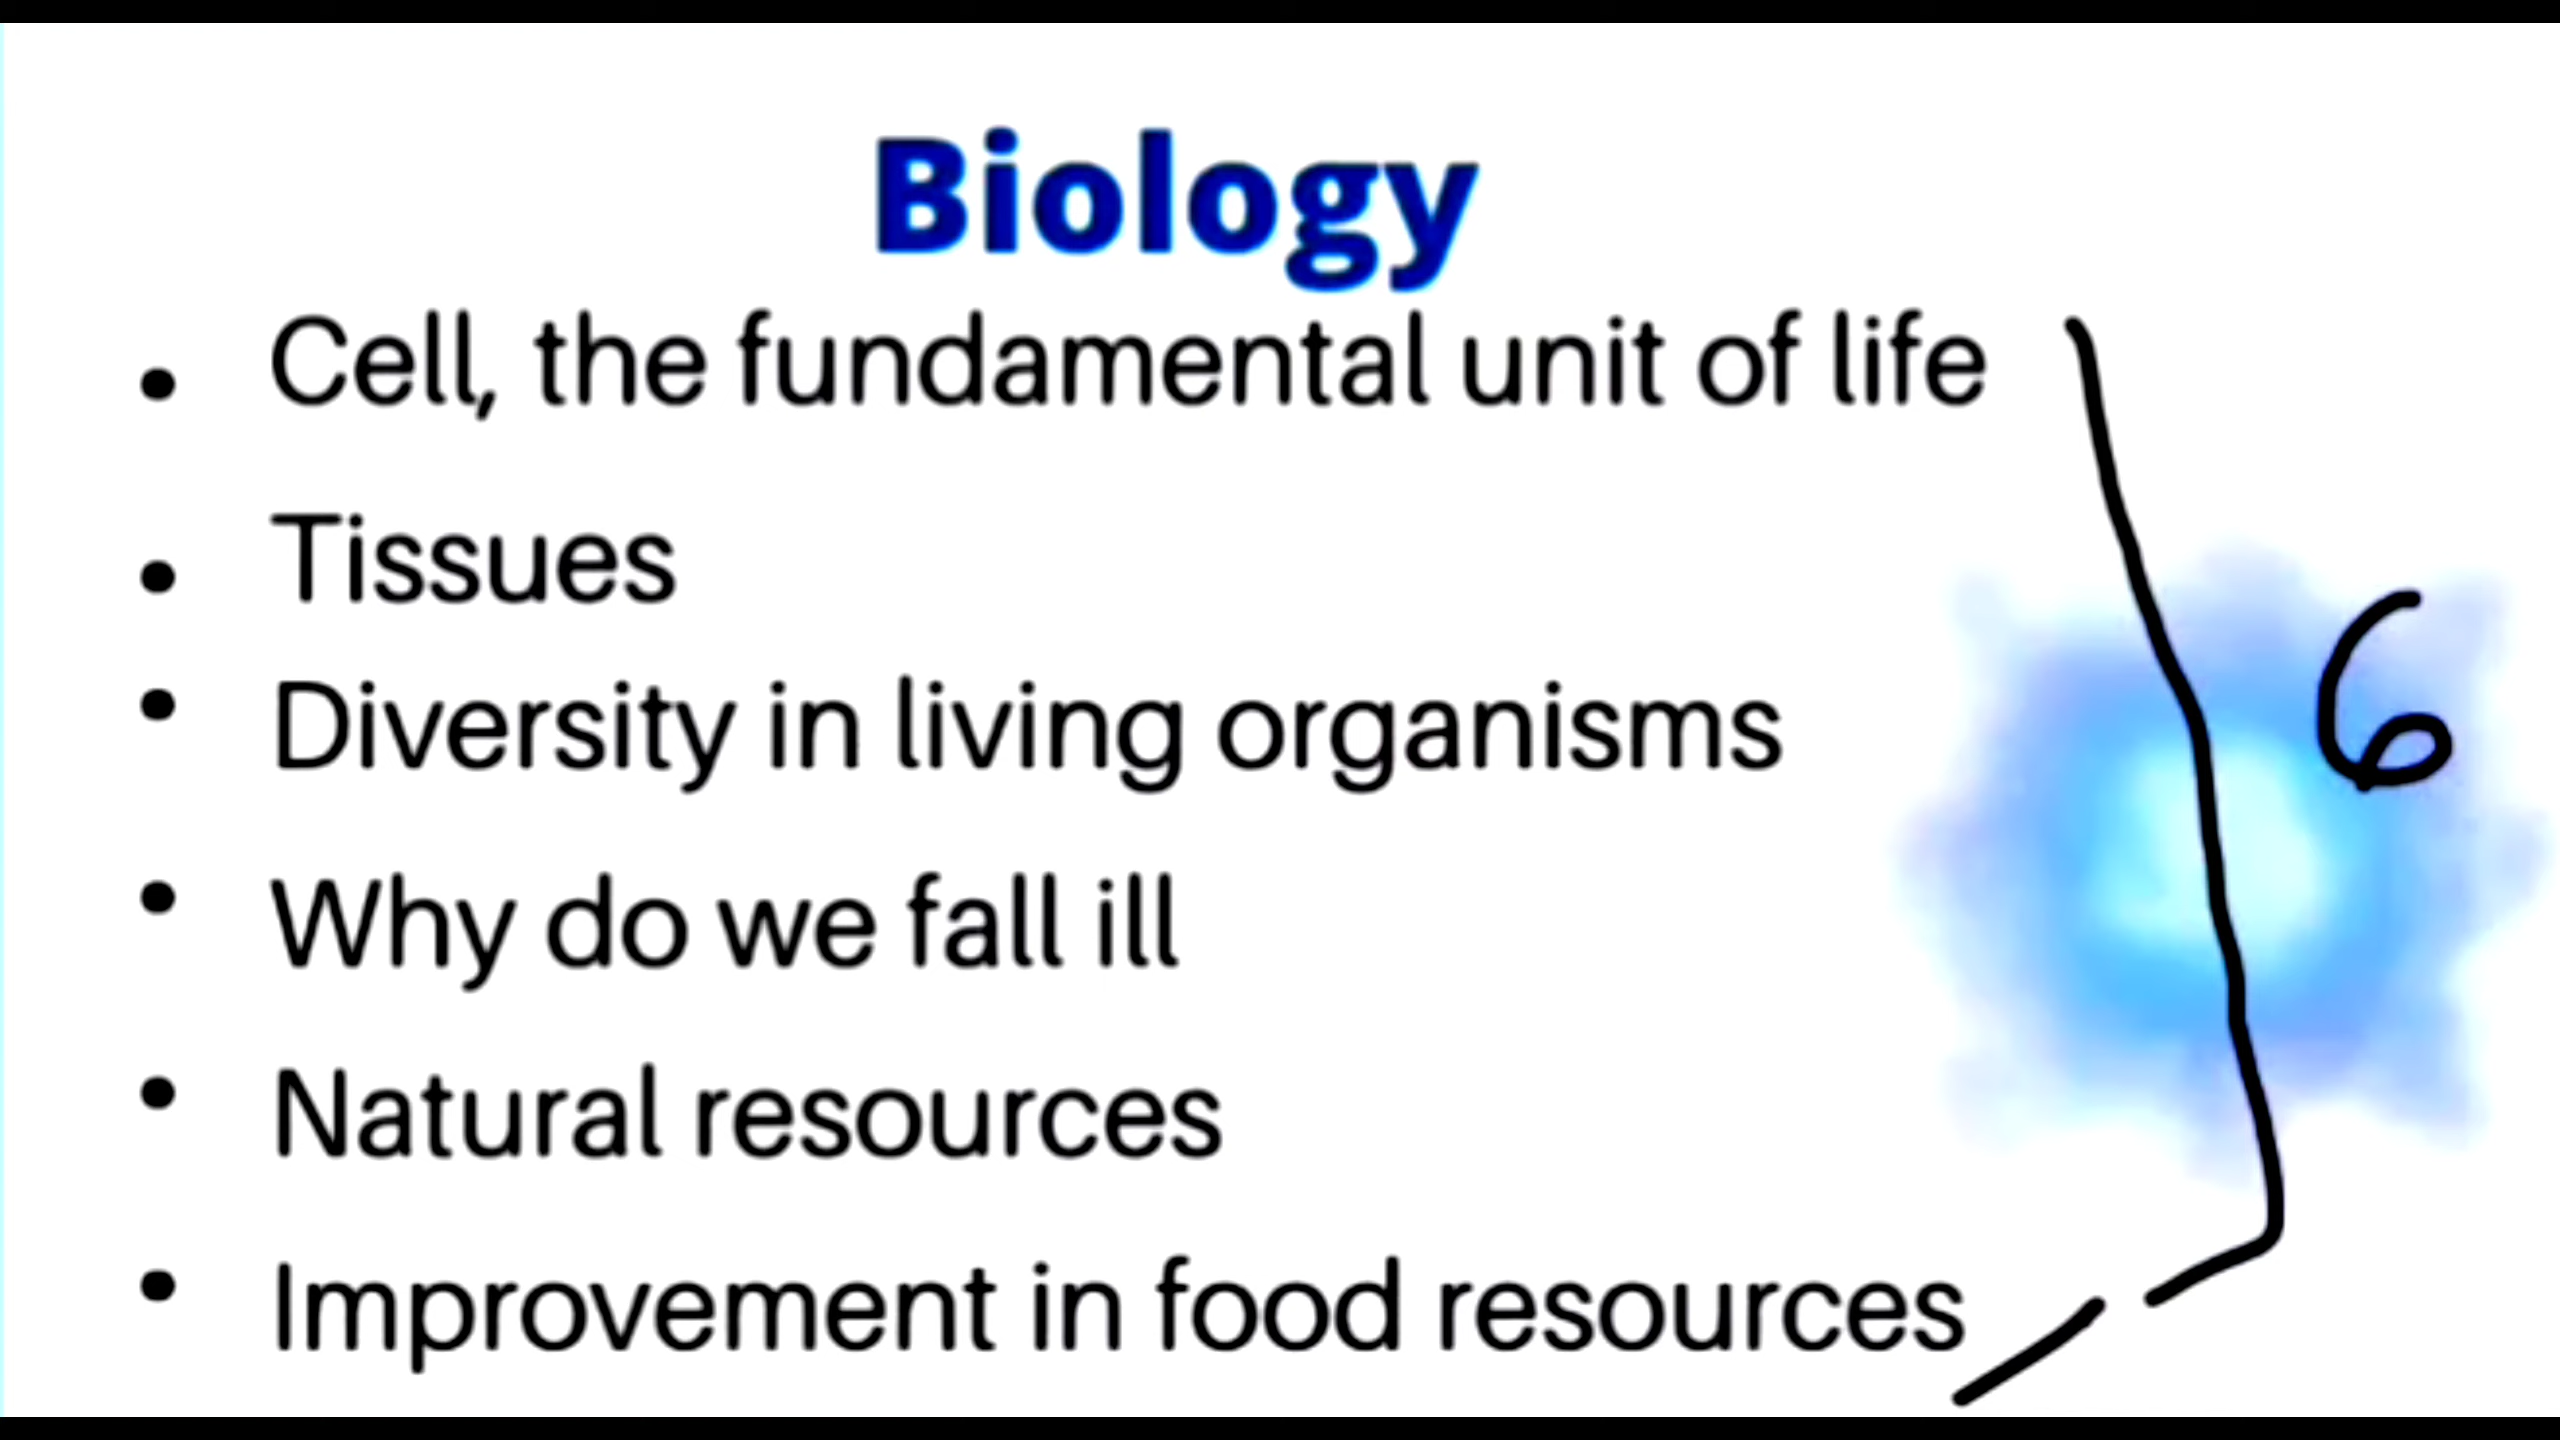 Biology
• Cell, the fundamental unit of life
• Tissues
• Diversity in living organisms
• Why do we fall ill
• Natural resources
• Improvement in food resources
6